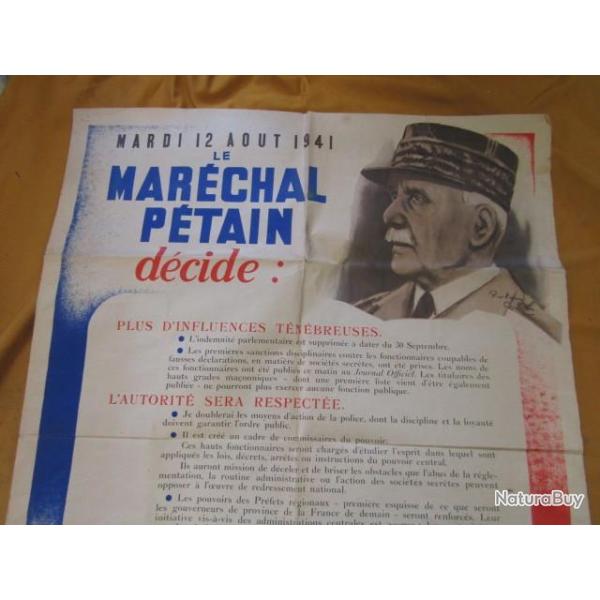 MARDI 12 AOUT 1941
LE
MARÉCHAL
PÉTAIN
décide :
PLUS D'INFLUENCES TÉNÉBREUSES.
● L'indemnité parlementaire est supprimée a dater du 30 Septembre.
● Les premières sanctions disciplinaires contre les fonctionnaires coupables de
fausses déclarations, en matière de sociétés secrètes, ont été prises. Les noms de
ces fonctionnaires ont été publiés ce matin au Journal Officiel. Les titulaires des
hauts grades maçonniques - dont une première liste vient d'être également
publiée - ne pourront plus exercer aucune fonction publique.
L'AUTORITÉ SERA RESPECTÉE.
● Je doublerai les moyens d'action de la police, dont la discipline et la loyauté
doivent garantir l'ordre public.
● Il est créé un cadre de commissaires du pouvoir.
Ces hauts fonctionnaires seront chargés d'étudier l'esprit dans lequel sont
appliqués les lois, décrets, arrêtés ou instructions du pouvoir central.
Ils auront mission de déceler et de briser les obstacles que l'abus de la régle-
mentation, la routine administrative ou l'action des sociétés secrètes peuvent
opposer à l'œuvre de redressement national.
● Les pouvoirs des Préfets régionaux - première esquisse de ce que seront
les gouverneurs de province de la France de demain - seront renforcés. Leur
initiative vis-à-vis des administrations centrales est
NaturaBuy